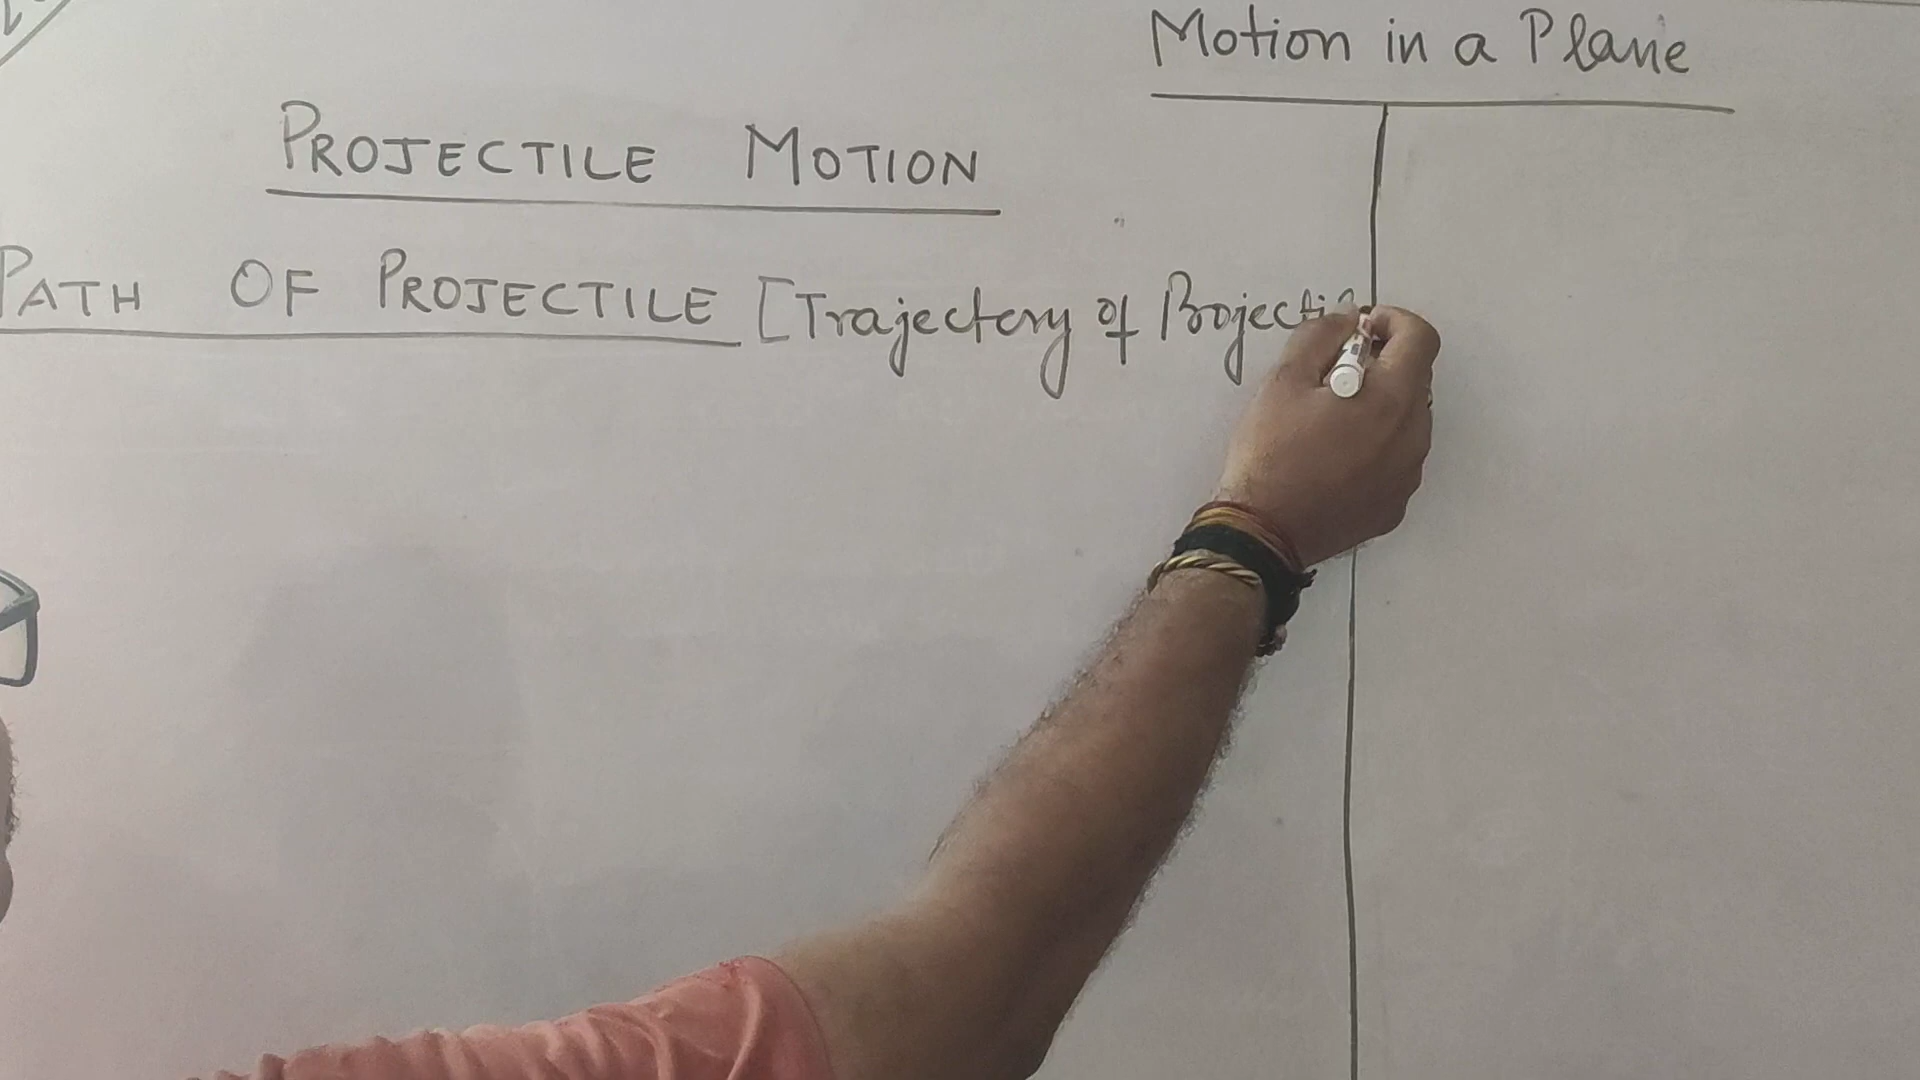 Motion in a Plane
PROJECTILE MOTION
PATH OF PROJECTILE [Trajectory of